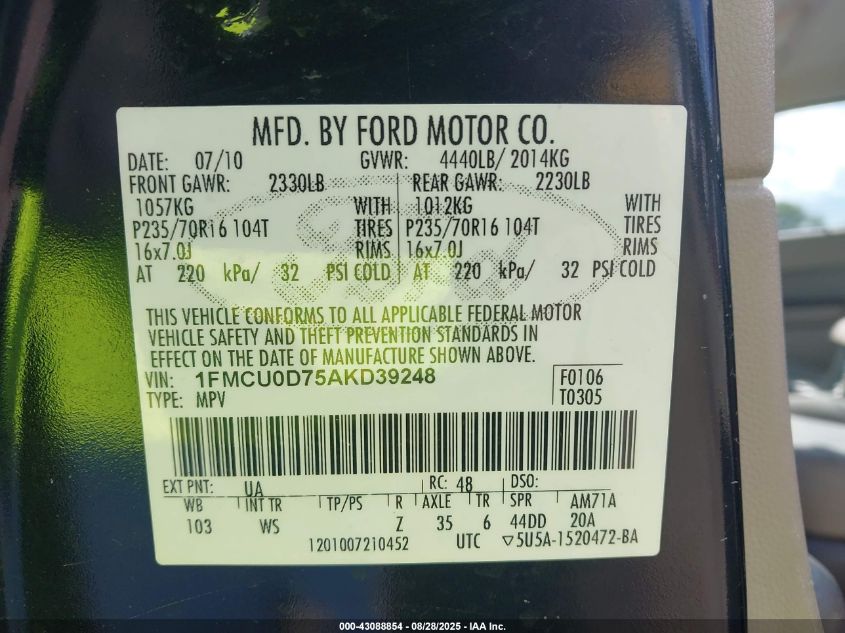 MFD. BY FORD MOTOR CO.
DATE: 07/10 GVWR: 4440LB/ 2014KG
FRONT GAWR: 2330LB REAR GAWR: 2230LB
1057KG WITH 1012KG WITH
P235/70R16 104T TIRES P235/70R16 104T TIRES
16x7.0J RIMS 16x7.0J RIMS
AT 220 kPa/ 32 PSI COLD AT 220 kPa/ 32 PSI COLD
Ford
THIS VEHICLE CONFORMS TO ALL APPLICABLE FEDERAL MOTOR
VEHICLE SAFETY AND THEFT PREVENTION STANDARDS IN
EFFECT ON THE DATE OF MANUFACTURE SHOWN ABOVE.
VIN: 1FMCU0D75AKD39248 F0106
TYPE: MPV T0305
EXT PNT: UA RC: 48 DSO:
WB INT TR TP/PS R AXLE TR SPR AM71A
103 WS Z 35 6 44DD 20A
1201007210452 UTC ▽5U5A-1520472-BA
000-43088854 / 08/28/2025 - IAA Inc.